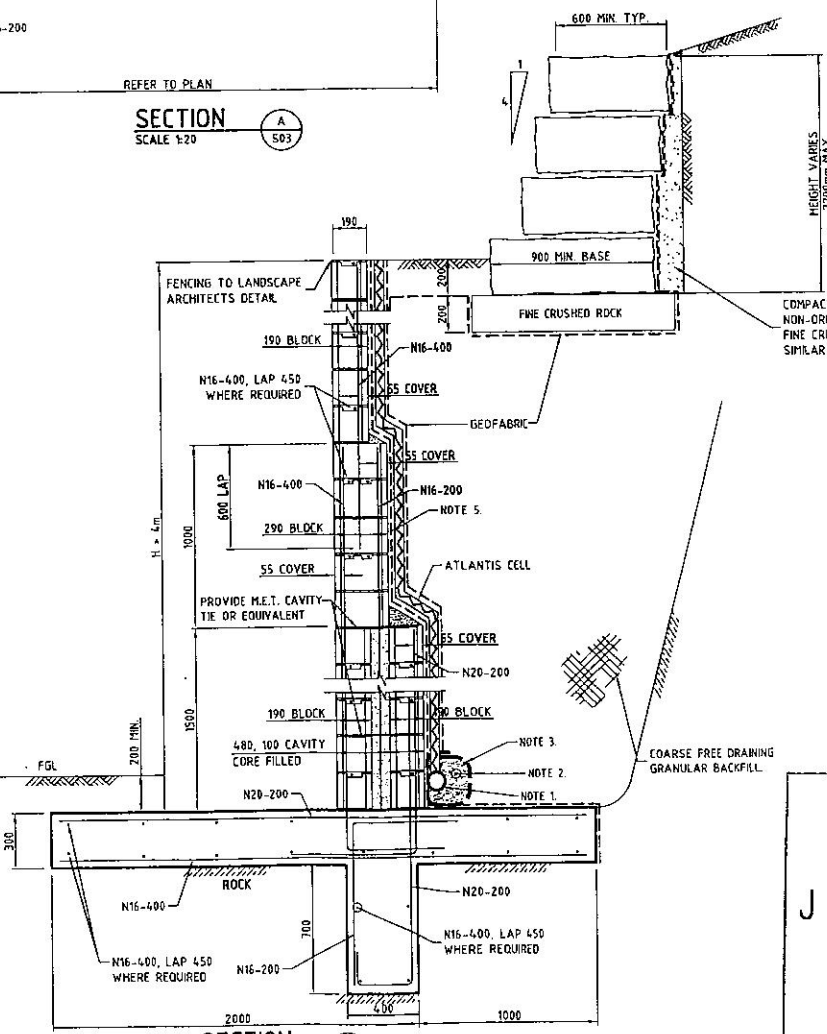 -200
REFER TO PLAN
SECTION
SCALE 1:20
A
503
600 MIN. TYP.
1
4
HEIGHT VARIES
900 MIN. BASE
200
200
FINE CRUSHED ROCK
COMPAC
NON-OR
FINE CR
SIMILAR
190
FENCING TO LANDSCAPE
ARCHITECTS DETAIL
190 BLOCK
N16-400
N16-400, LAP 450
WHERE REQUIRED
55 COVER
GEOFABRIC
H > 4m
1000
600 LAP
N16-400
55 COVER
N16-200
NOTE 5.
290 BLOCK
55 COVER
ATLANTIS CELL
PROVIDE M.E.T. CAVITY
TIE OR EQUIVALENT
55 COVER
N20-200
1500
190 BLOCK
190 BLOCK
480, 100 CAVITY
CORE FILLED
NOTE 3.
NOTE 2.
NOTE 1.
COARSE FREE DRAINING
GRANULAR BACKFILL
200 MIN.
FGL
N20-200
300
ROCK
N16-400
N20-200
700
N16-400, LAP 450
WHERE REQUIRED
N16-400, LAP 450
WHERE REQUIRED
N16-200
J
2000
400
1000
SECTION